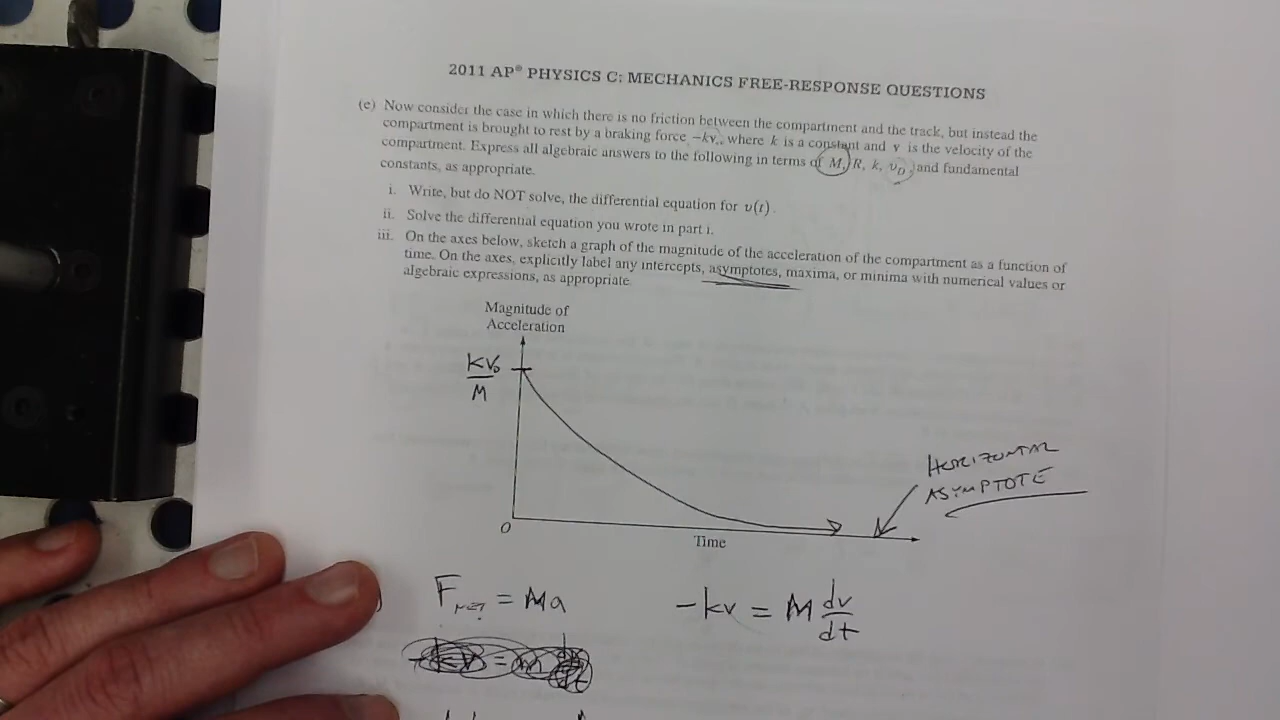 2011 AP® PHYSICS C: MECHANICS FREE-RESPONSE QUESTIONS
(e) Now consider the case in which there is no friction between the compartment and the track, but instead the
compartment is brought to rest by a braking force −kv, where k is a constant and v is the velocity of the
compartment. Express all algebraic answers to the following in terms of M, R, k, υD, and fundamental
constants, as appropriate.
i. Write, but do NOT solve, the differential equation for υ(t).
ii. Solve the differential equation you wrote in part i.
iii. On the axes below, sketch a graph of the magnitude of the acceleration of the compartment as a function of
time. On the axes, explicitly label any intercepts, asymptotes, maxima, or minima with numerical values or
algebraic expressions, as appropriate.
Magnitude of
Acceleration
KV₀
M
HORIZONTAL
ASYMPTOTE
O
Time
F_NET = Ma
-kv = M dv/dt